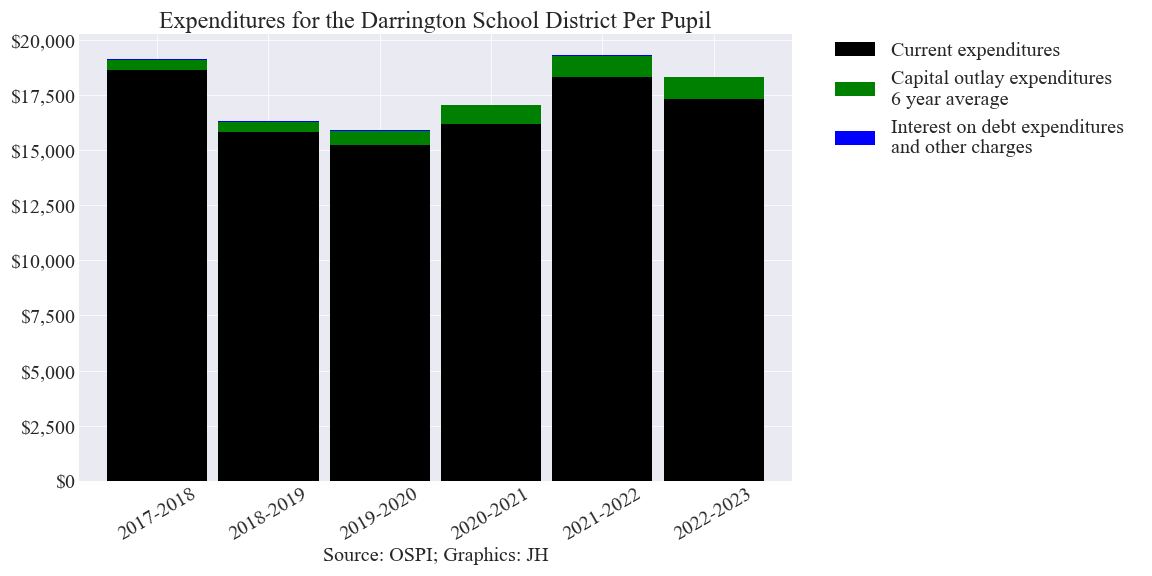 Expenditures for the Darrington School District Per Pupil
$20,000
$17,500
$15,000
$12,500
$10,000
$7,500
$5,000
$2,500
$0
2017-2018
2018-2019
2019-2020
2020-2021
2021-2022
2022-2023
Source: OSPI; Graphics: JH
Current expenditures
Capital outlay expenditures
6 year average
Interest on debt expenditures
and other charges